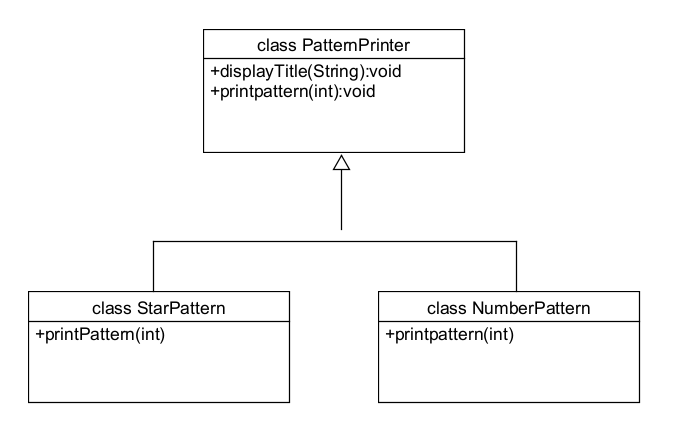 class PatternPrinter
+displayTitle(String):void
+printpattern(int):void
class StarPattern
+printPattern(int)
class NumberPattern
+printpattern(int)